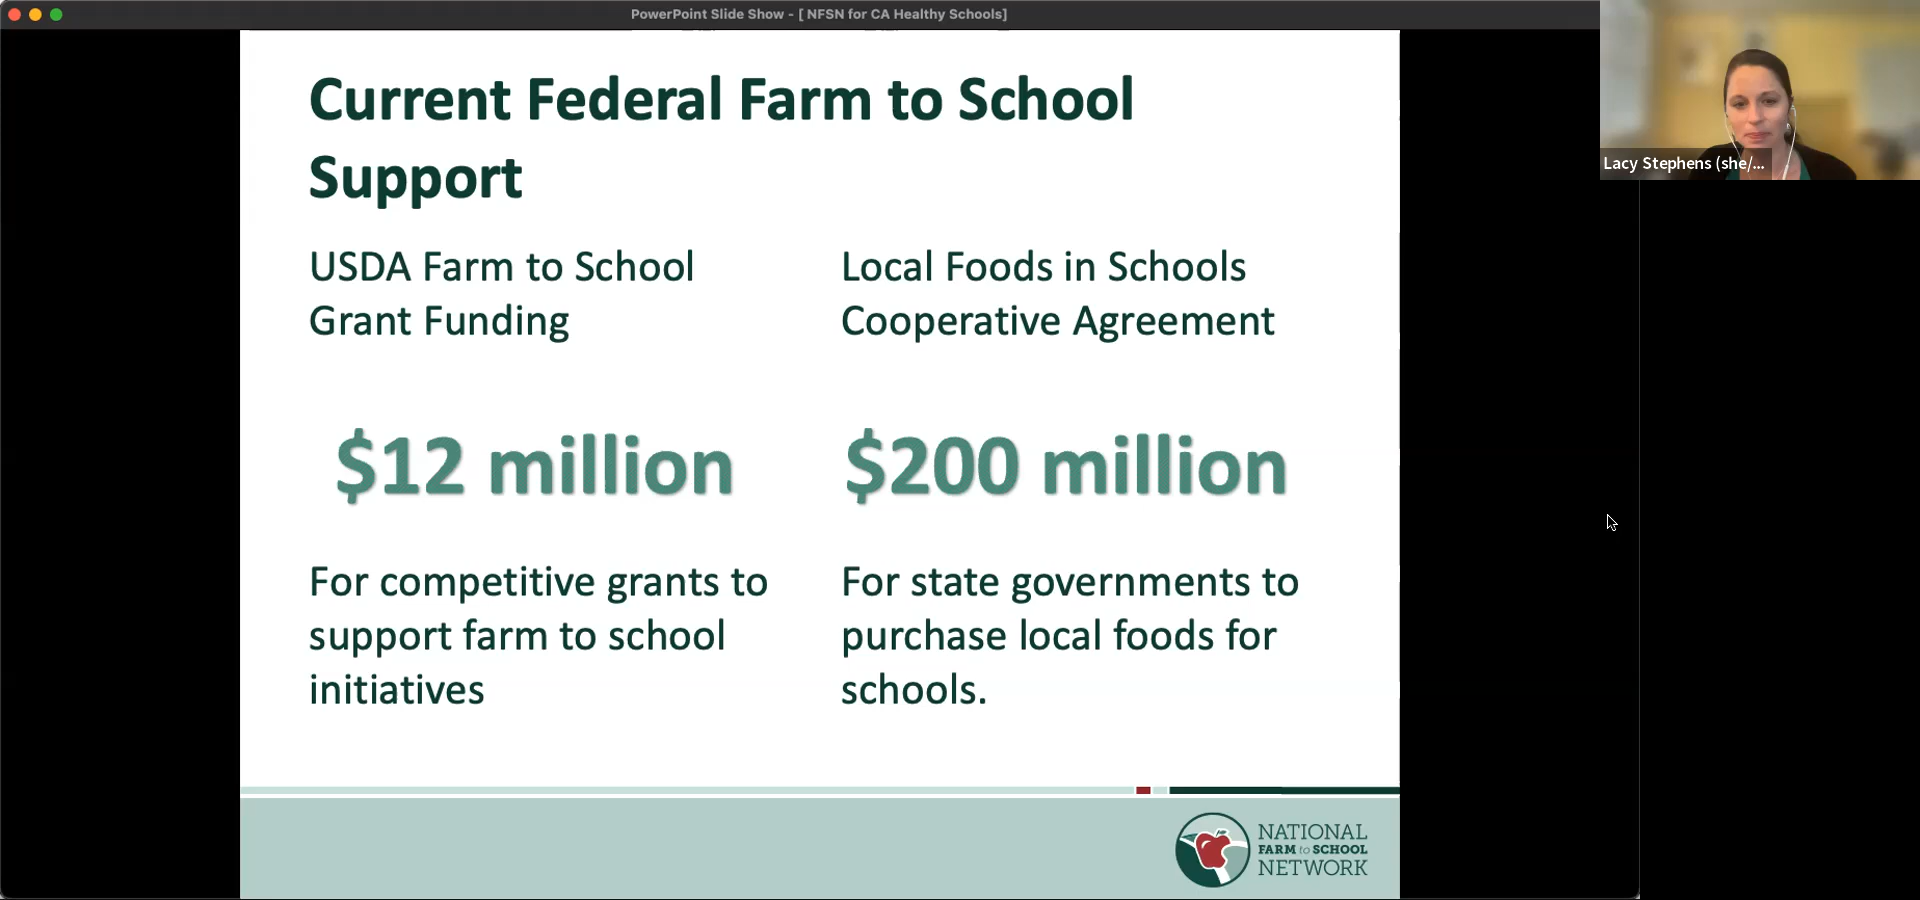 PowerPoint Slide Show - [ NFSN for CA Healthy Schools]
Lacy Stephens (she/...
Current Federal Farm to School
Support
USDA Farm to School
Grant Funding
$12 million
For competitive grants to
support farm to school
initiatives
Local Foods in Schools
Cooperative Agreement
$200 million
For state governments to
purchase local foods for
schools.
NATIONAL
FARM to SCHOOL
NETWORK